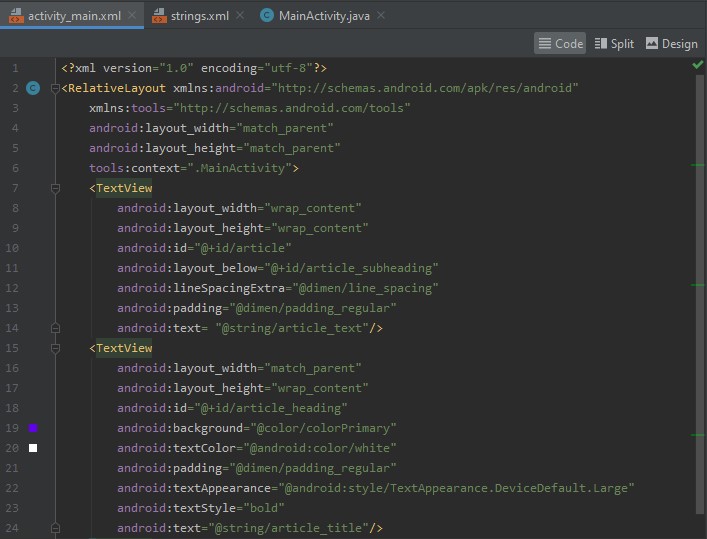 activity_main.xml strings.xml MainActivity.java
Code Split Design
1 <?xml version="1.0" encoding="utf-8"?>
2 <RelativeLayout xmlns:android="http://schemas.android.com/apk/res/android"
3 xmlns:tools="http://schemas.android.com/tools"
4 android:layout_width="match_parent"
5 android:layout_height="match_parent"
6 tools:context=".MainActivity">
7 <TextView
8 android:layout_width="wrap_content"
9 android:layout_height="wrap_content"
10 android:id="@+id/article"
11 android:layout_below="@+id/article_subheading"
12 android:lineSpacingExtra="@dimen/line_spacing"
13 android:padding="@dimen/padding_regular"
14 android:text= "@string/article_text"/>
15 <TextView
16 android:layout_width="match_parent"
17 android:layout_height="wrap_content"
18 android:id="@+id/article_heading"
19 android:background="@color/colorPrimary"
20 android:textColor="@android:color/white"
21 android:padding="@dimen/padding_regular"
22 android:textAppearance="@android:style/TextAppearance.DeviceDefault.Large"
23 android:textStyle="bold"
24 android:text="@string/article_title"/>